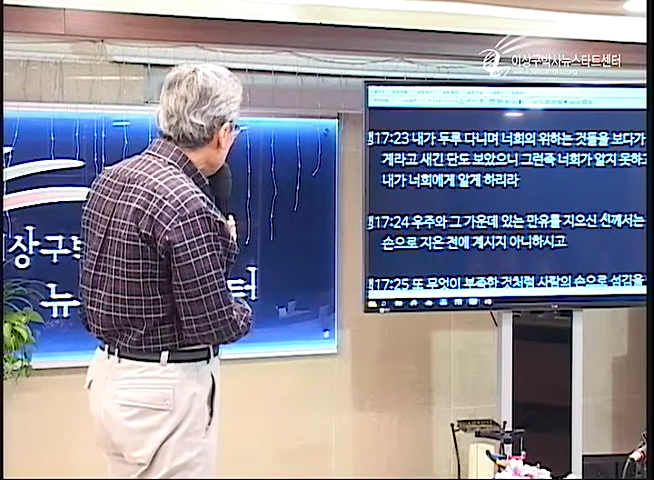 이상구박사뉴스타트센터
17:23 내가 두루 다니며 너희의 위하는 것들을 보다가
게라고 새긴 단도 보았으니 그런즉 너희가 알지 못하고
내가 너희에게 알게 하리라
17:24 우주와 그 가운데 있는 만유를 지으신 신께서는
손으로 지은 전에 계시지 아니하시고
17:25 또 무엇이 부족한 것처럼 사람의 손으로 섬김을
상구
뉴
터